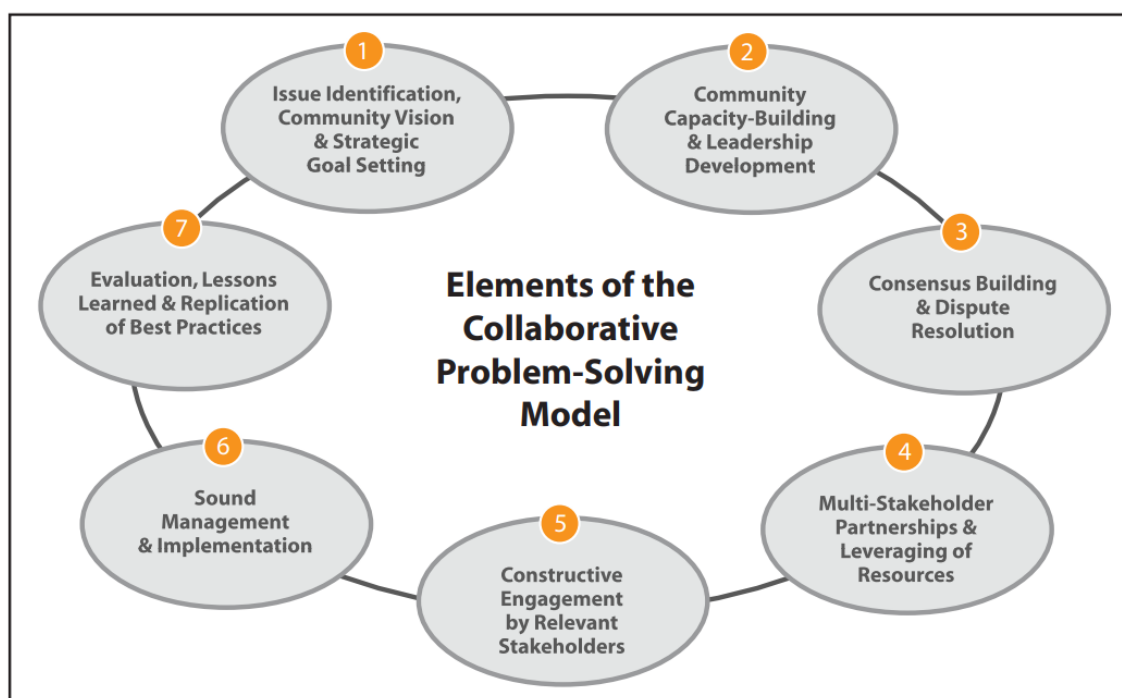 1
Issue Identification,
Community Vision
& Strategic
Goal Setting
2
Community
Capacity-Building
& Leadership
Development
3
Consensus Building
& Dispute
Resolution
4
Multi-Stakeholder
Partnerships &
Leveraging of
Resources
5
Constructive
Engagement
by Relevant
Stakeholders
6
Sound
Management
& Implementation
7
Evaluation, Lessons
Learned & Replication
of Best Practices
Elements of the
Collaborative
Problem-Solving
Model